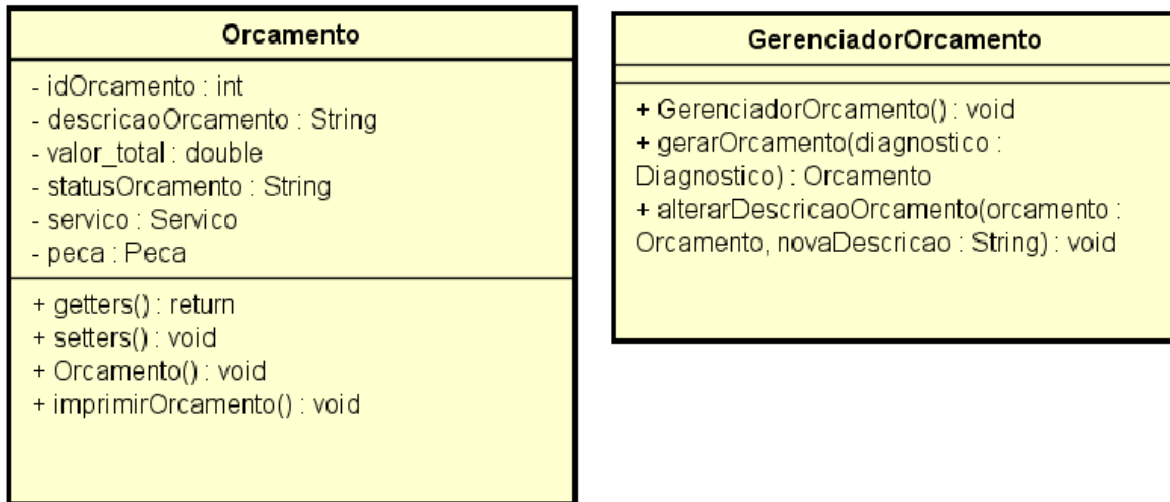 Orcamento
- idOrcamento : int
- descricaoOrcamento : String
- valor_total : double
- statusOrcamento : String
- servico : Servico
- peca : Peca
+ getters() : return
+ setters() : void
+ Orcamento() : void
+ imprimirOrcamento() : void
GerenciadorOrcamento
+ GerenciadorOrcamento() : void
+ gerarOrcamento(diagnostico :
Diagnostico) : Orcamento
+ alterarDescricaoOrcamento(orcamento :
Orcamento, novaDescricao : String) : void